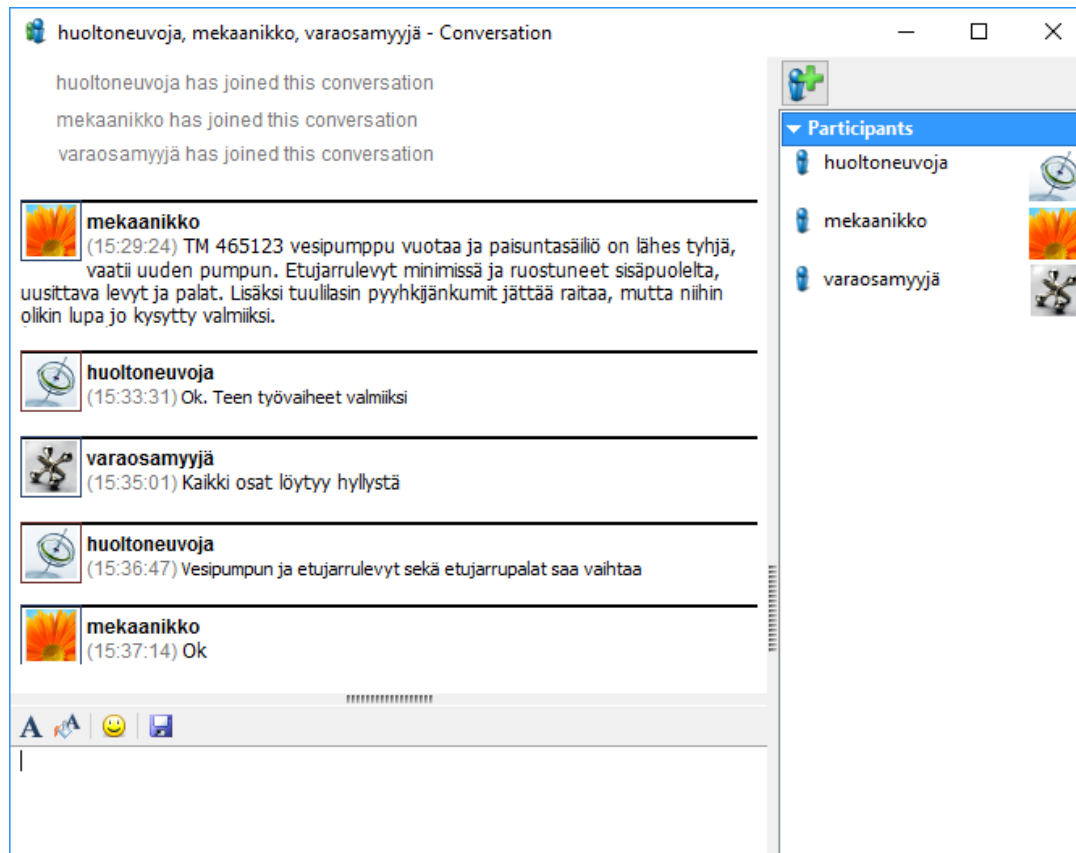 huoltoneuvoja, mekaanikko, varaosamyyjä - Conversation
huoltoneuvoja has joined this conversation
mekaanikko has joined this conversation
varaosamyyjä has joined this conversation
mekaanikko
(15:29:24) TM 465123 vesipumppu vuotaa ja paisuntasäiliö on lähes tyhjä,
vaatii uuden pumpun. Etujarrulevyt minimissä ja ruostuneet sisäpuolelta,
uusittava levyt ja palat. Lisäksi tuulilasin pyyhkijänkumit jättää raitaa, mutta niihin
olikin lupa jo kysytty valmiiksi.
huoltoneuvoja
(15:33:31) Ok. Teen työvaiheet valmiiksi
varaosamyyjä
(15:35:01) Kaikki osat löytyy hyllystä
huoltoneuvoja
(15:36:47) Vesipumpun ja etujarrulevyt sekä etujarrupalat saa vaihtaa
mekaanikko
(15:37:14) Ok
A A
Participants
huoltoneuvoja
mekaanikko
varaosamyyjä